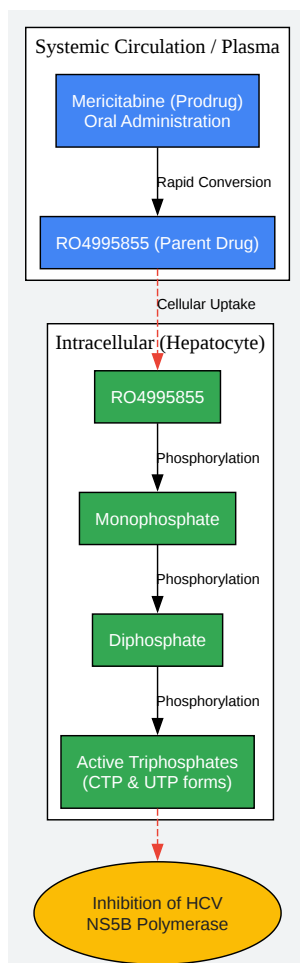 Systemic Circulation / Plasma
Mericitabine (Prodrug)
Oral Administration
Rapid Conversion
RO4995855 (Parent Drug)
Cellular Uptake
Intracellular (Hepatocyte)
RO4995855
Phosphorylation
Monophosphate
Phosphorylation
Diphosphate
Phosphorylation
Active Triphosphates
(CTP & UTP forms)
Inhibition of HCV
NS5B Polymerase